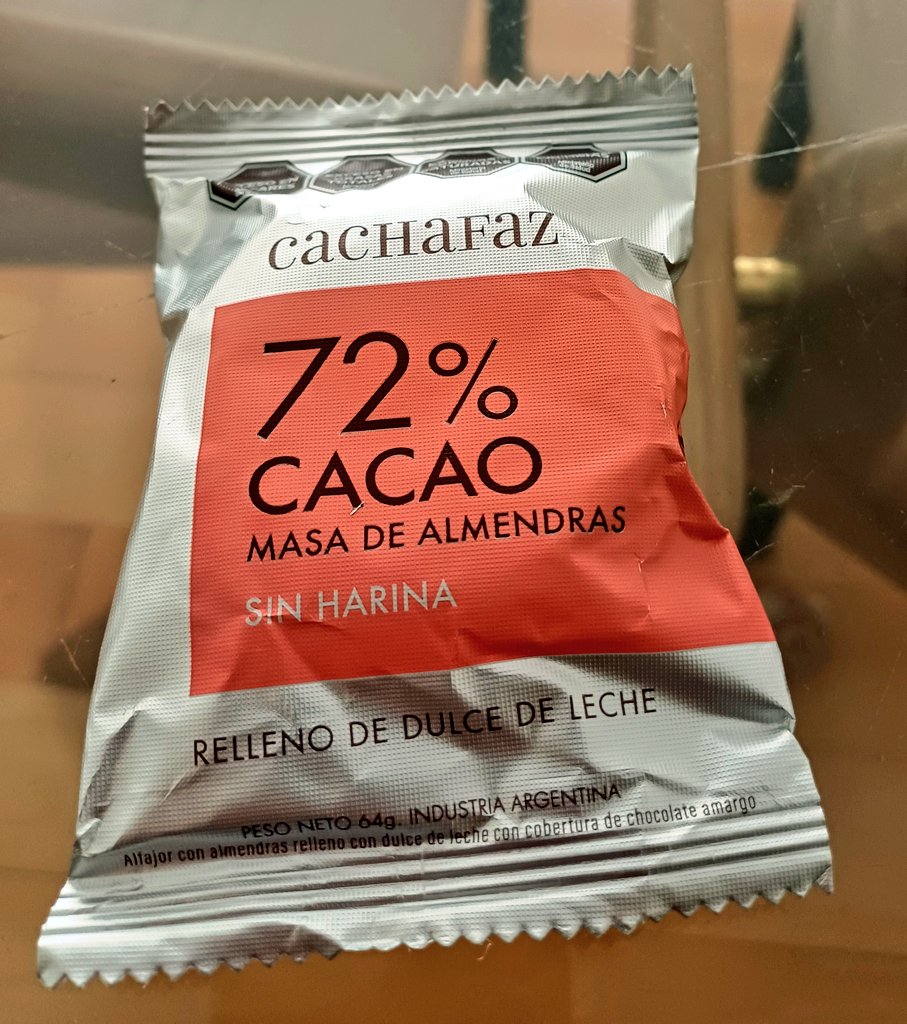 CACHAFAZ
72%
CACAO
MASA DE ALMENDRAS
SIN HARINA
RELLENO DE DULCE DE LECHE
PESO NETO 64g. INDUSTRIA ARGENTINA
Alfajor con almendras relleno con dulce de leche con cobertura de chocolate amargo